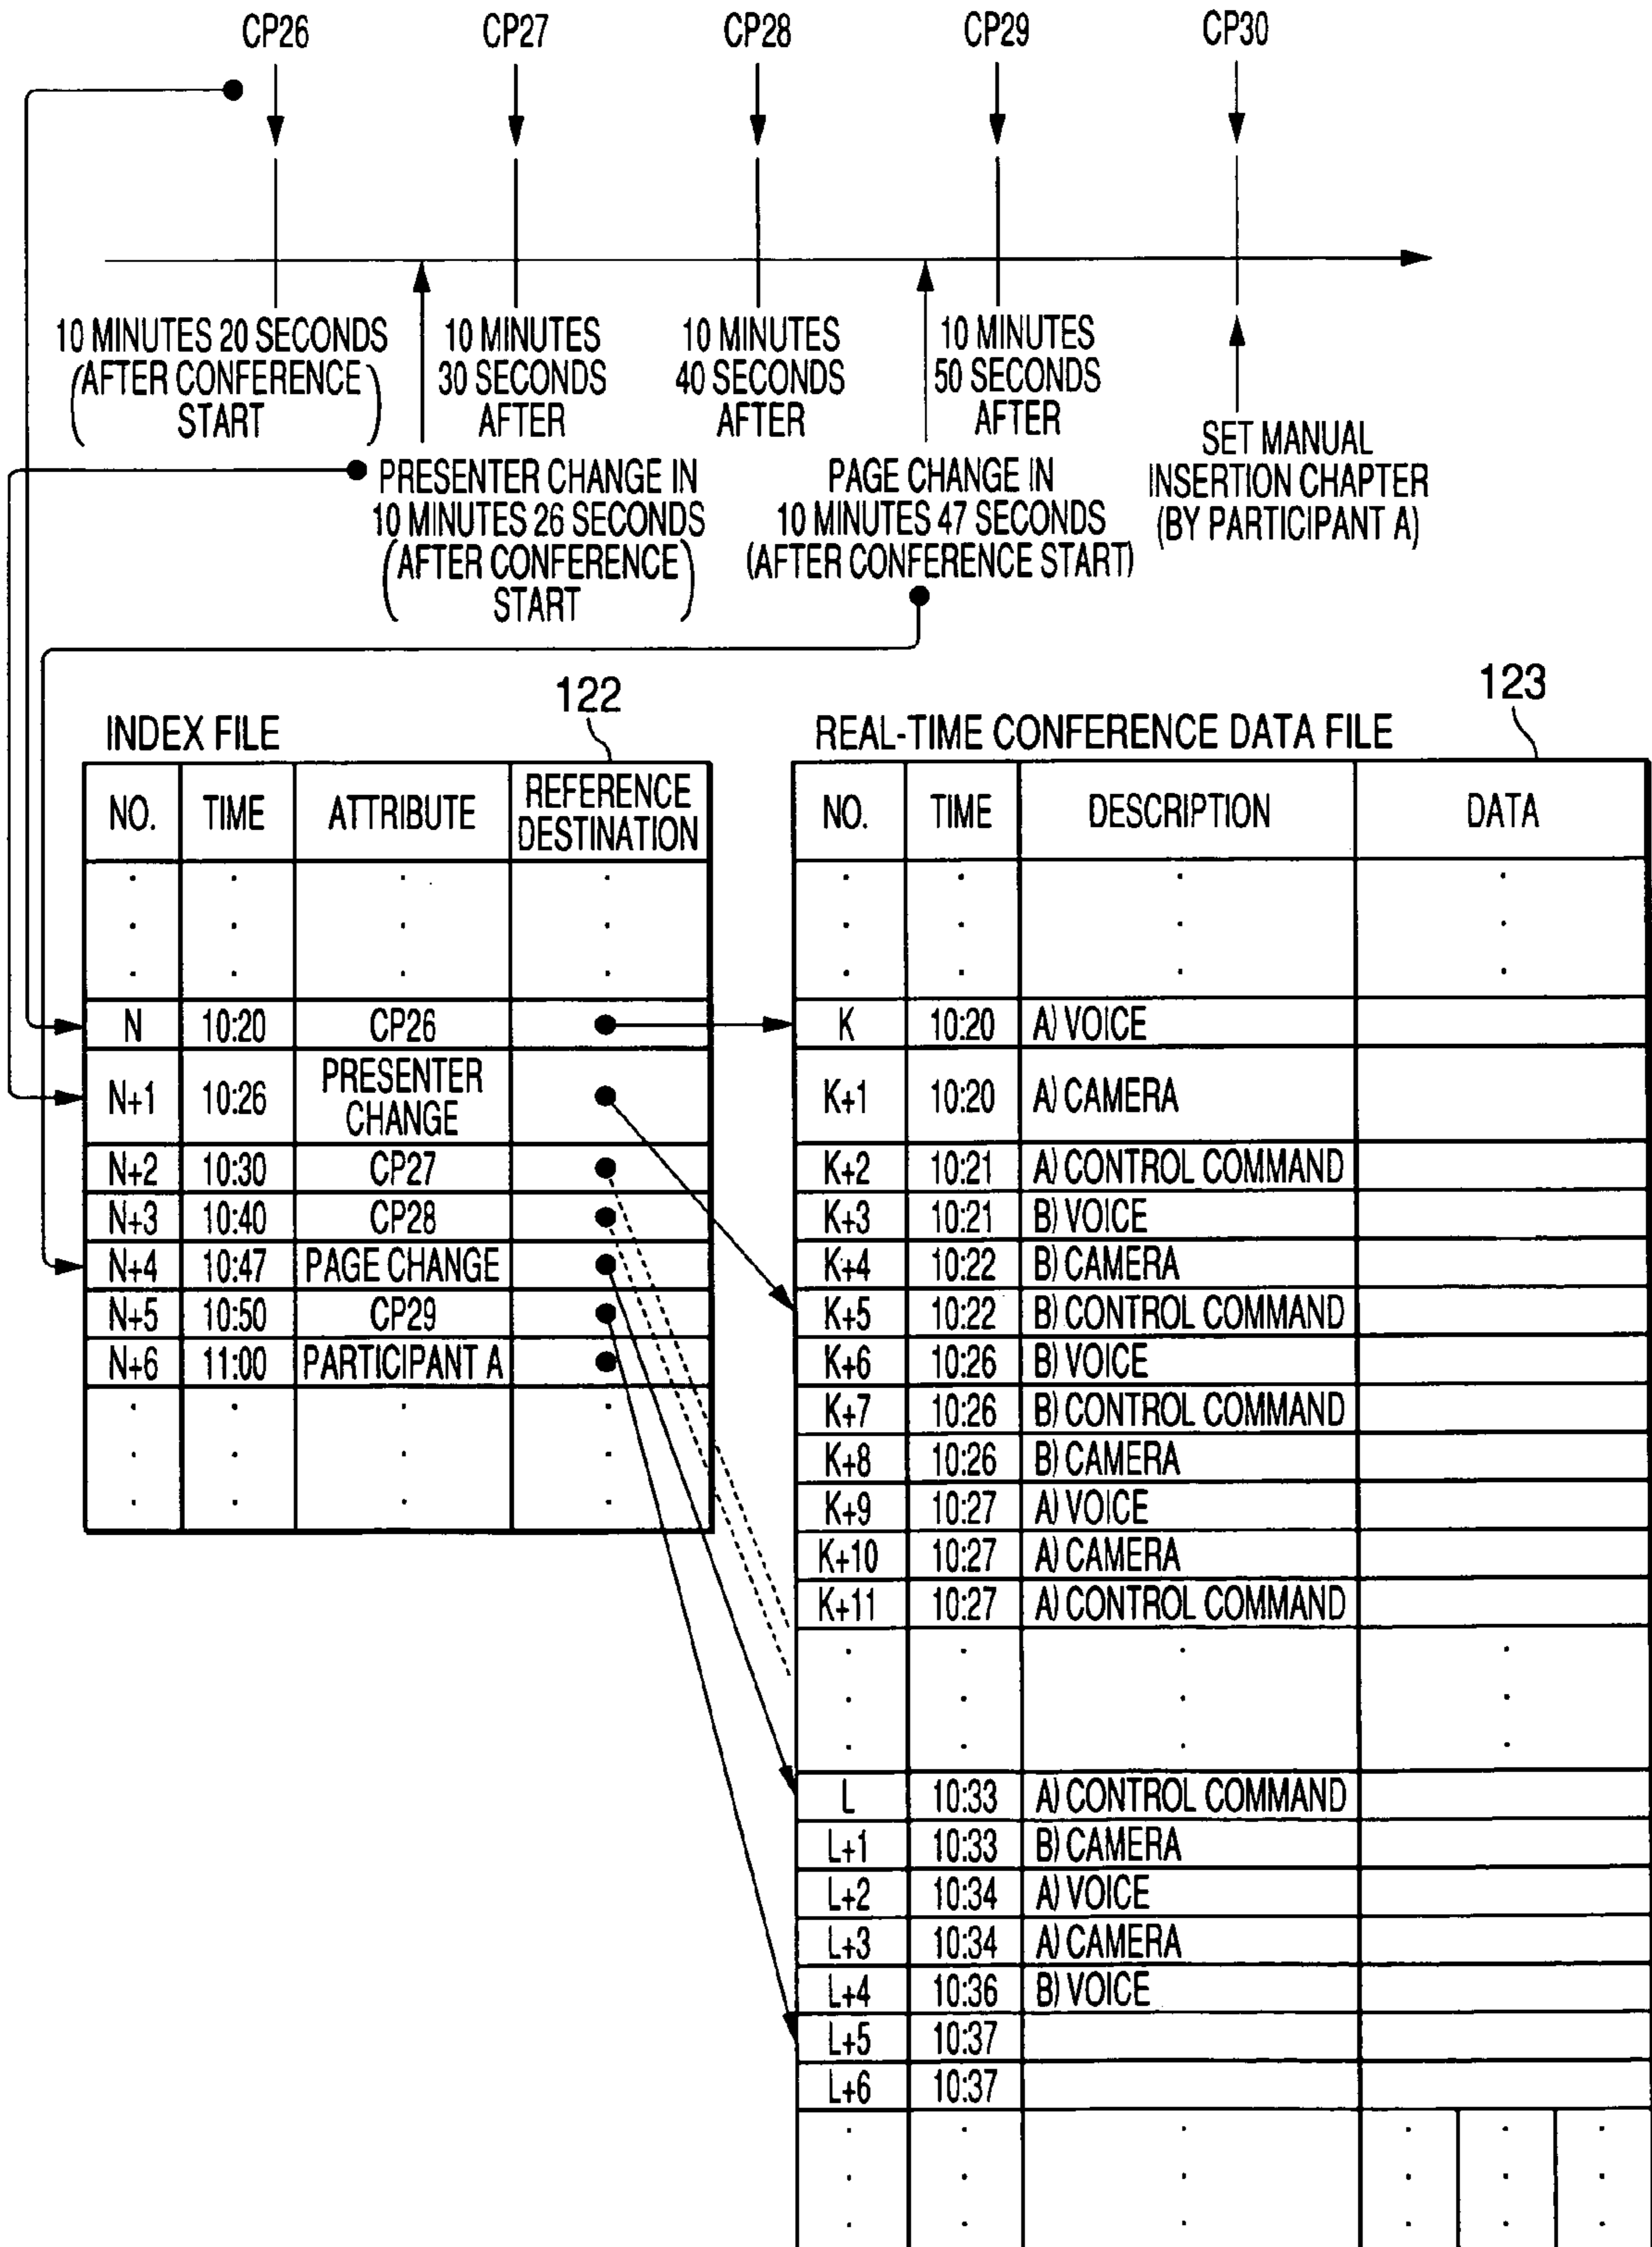 CP26 CP27 CP28 CP29 CP30
10 MINUTES 20 SECONDS
(AFTER CONFERENCE
START)
10 MINUTES
30 SECONDS
AFTER
10 MINUTES
40 SECONDS
AFTER
10 MINUTES
50 SECONDS
AFTER
SET MANUAL
INSERTION CHAPTER
(BY PARTICIPANT A)
PRESENTER CHANGE IN
10 MINUTES 26 SECONDS
(AFTER CONFERENCE
START)
PAGE CHANGE IN
10 MINUTES 47 SECONDS
(AFTER CONFERENCE START)
122
INDEX FILE
NO. TIME ATTRIBUTE REFERENCE
DESTINATION
N 10:20 CP26
N+1 10:26 PRESENTER
CHANGE
N+2 10:30 CP27
N+3 10:40 CP28
N+4 10:47 PAGE CHANGE
N+5 10:50 CP29
N+6 11:00 PARTICIPANT A
123
REAL-TIME CONFERENCE DATA FILE
NO. TIME DESCRIPTION DATA
K 10:20 A) VOICE
K+1 10:20 A) CAMERA
K+2 10:21 A) CONTROL COMMAND
K+3 10:21 B) VOICE
K+4 10:22 B) CAMERA
K+5 10:22 B) CONTROL COMMAND
K+6 10:26 B) VOICE
K+7 10:26 B) CONTROL COMMAND
K+8 10:26 B) CAMERA
K+9 10:27 A) VOICE
K+10 10:27 A) CAMERA
K+11 10:27 A) CONTROL COMMAND
L 10:33 A) CONTROL COMMAND
L+1 10:33 B) CAMERA
L+2 10:34 A) VOICE
L+3 10:34 A) CAMERA
L+4 10:36 B) VOICE
L+5 10:37
L+6 10:37